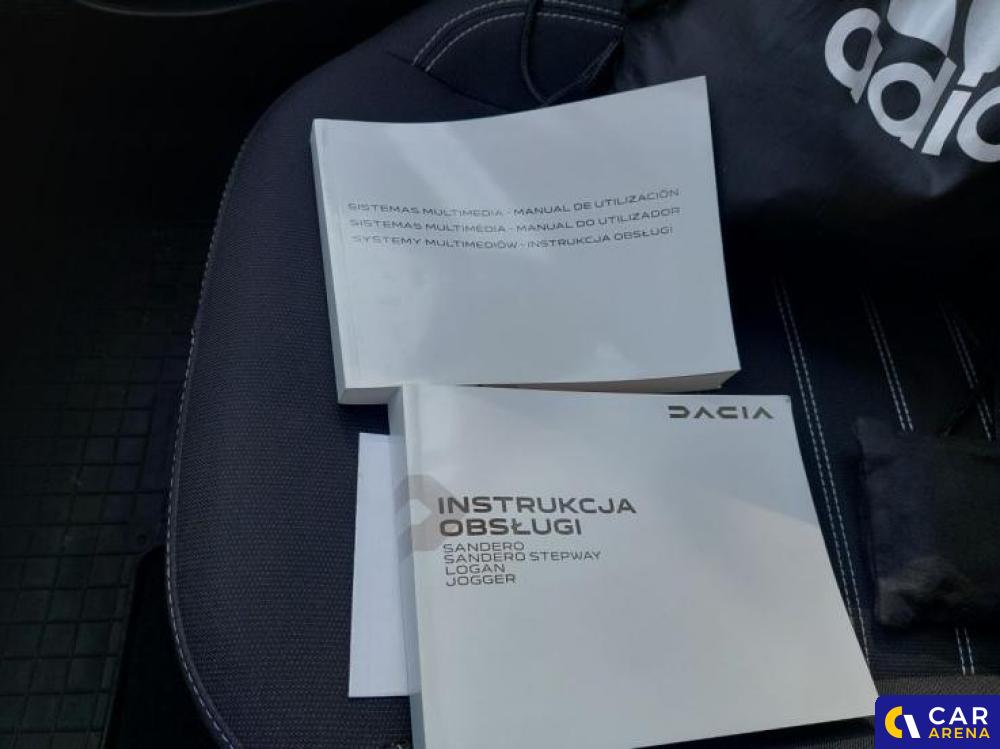 adidas
SISTEMAS MULTIMEDIA - MANUAL DE UTILIZACIÓN
SISTEMAS MULTIMÉDIA - MANUAL DO UTILIZADOR
SYSTEMY MULTIMEDIÓW - INSTRUKCJA OBSŁUGI
DACIA
INSTRUKCJA
OBSŁUGI
SANDERO
SANDERO STEPWAY
LOGAN
JOGGER
CAR
ARENA